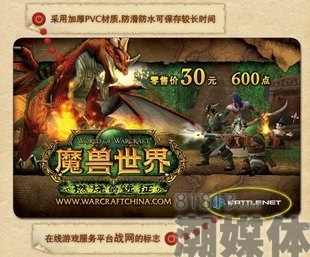 采用加厚PVC材质,防滑防水可保存较长时间
零售价30元 600点
WORLD OF WARCRAFT
魔兽世界
燃烧的远征
WWW.WARCRAFTCHINA.COM
BATTLE.NET
潮媒体
在线游戏服务平台战网的标志